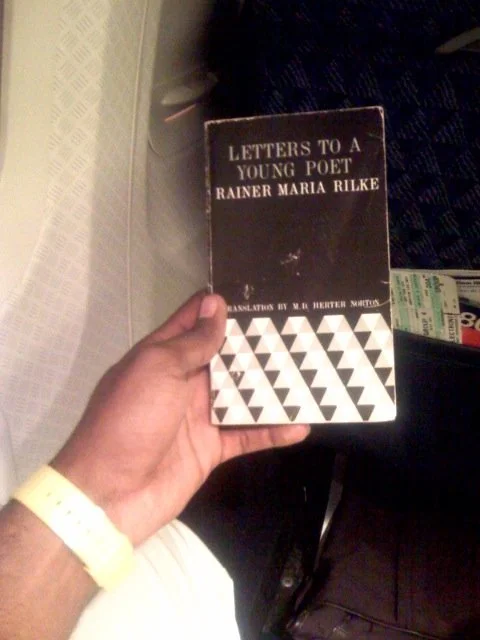 LETTERS TO A
YOUNG POET
RAINER MARIA RILKE
TRANSLATION BY M.D. HERTER NORTON